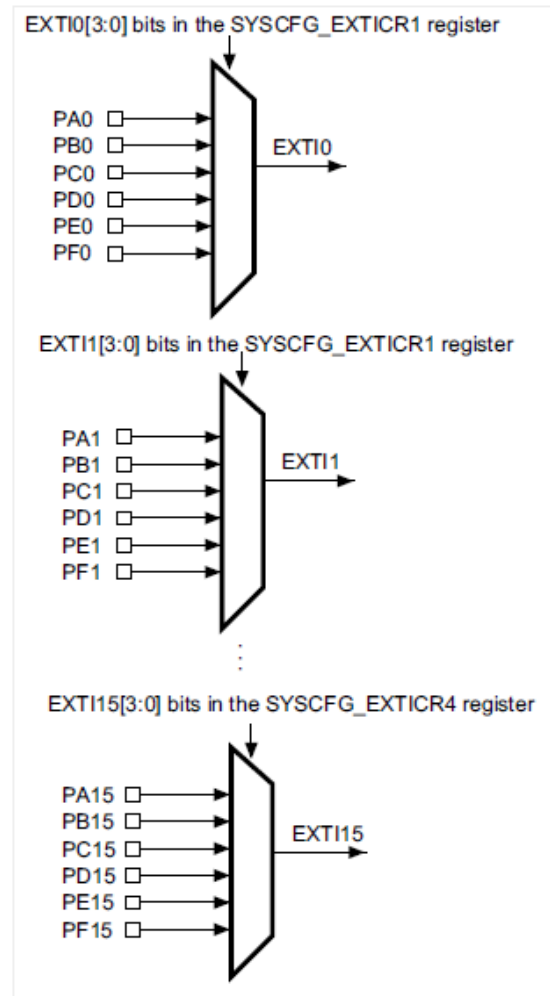 EXTI0[3:0] bits in the SYSCFG_EXTICR1 register
PA0
PB0
PC0
PD0
PE0
PF0
EXTI0
EXTI1[3:0] bits in the SYSCFG_EXTICR1 register
PA1
PB1
PC1
PD1
PE1
PF1
EXTI1
EXTI15[3:0] bits in the SYSCFG_EXTICR4 register
PA15
PB15
PC15
PD15
PE15
PF15
EXTI15